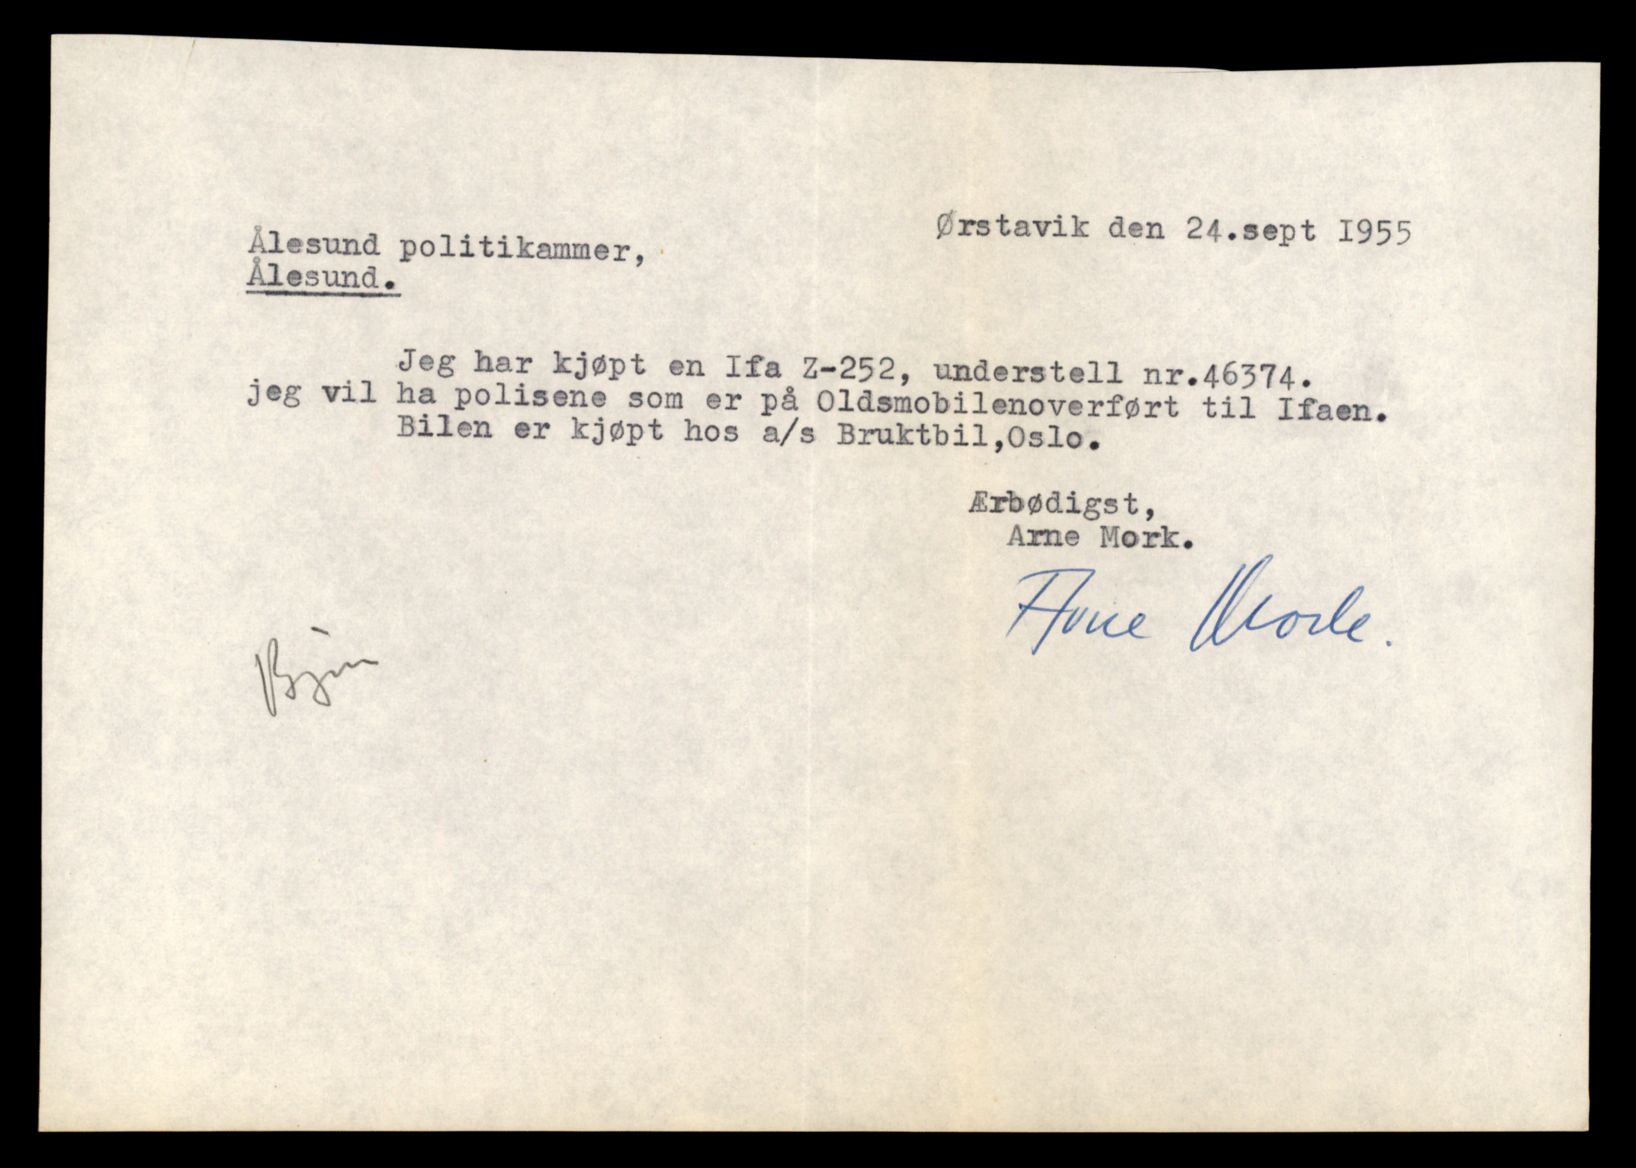 Ørstavik den 24.sept I955
Ålesund politikammer,
Ålesund.
Jeg har kjøpt en Ifa Z-252, understell nr.46374.
jeg vil ha polisene som er på Oldsmobilenoverført til Ifaen.
Bilen er kjøpt hos a/s Bruktbil,Oslo.
Ærbødigst,
Arne Mork.
Arne Mork.